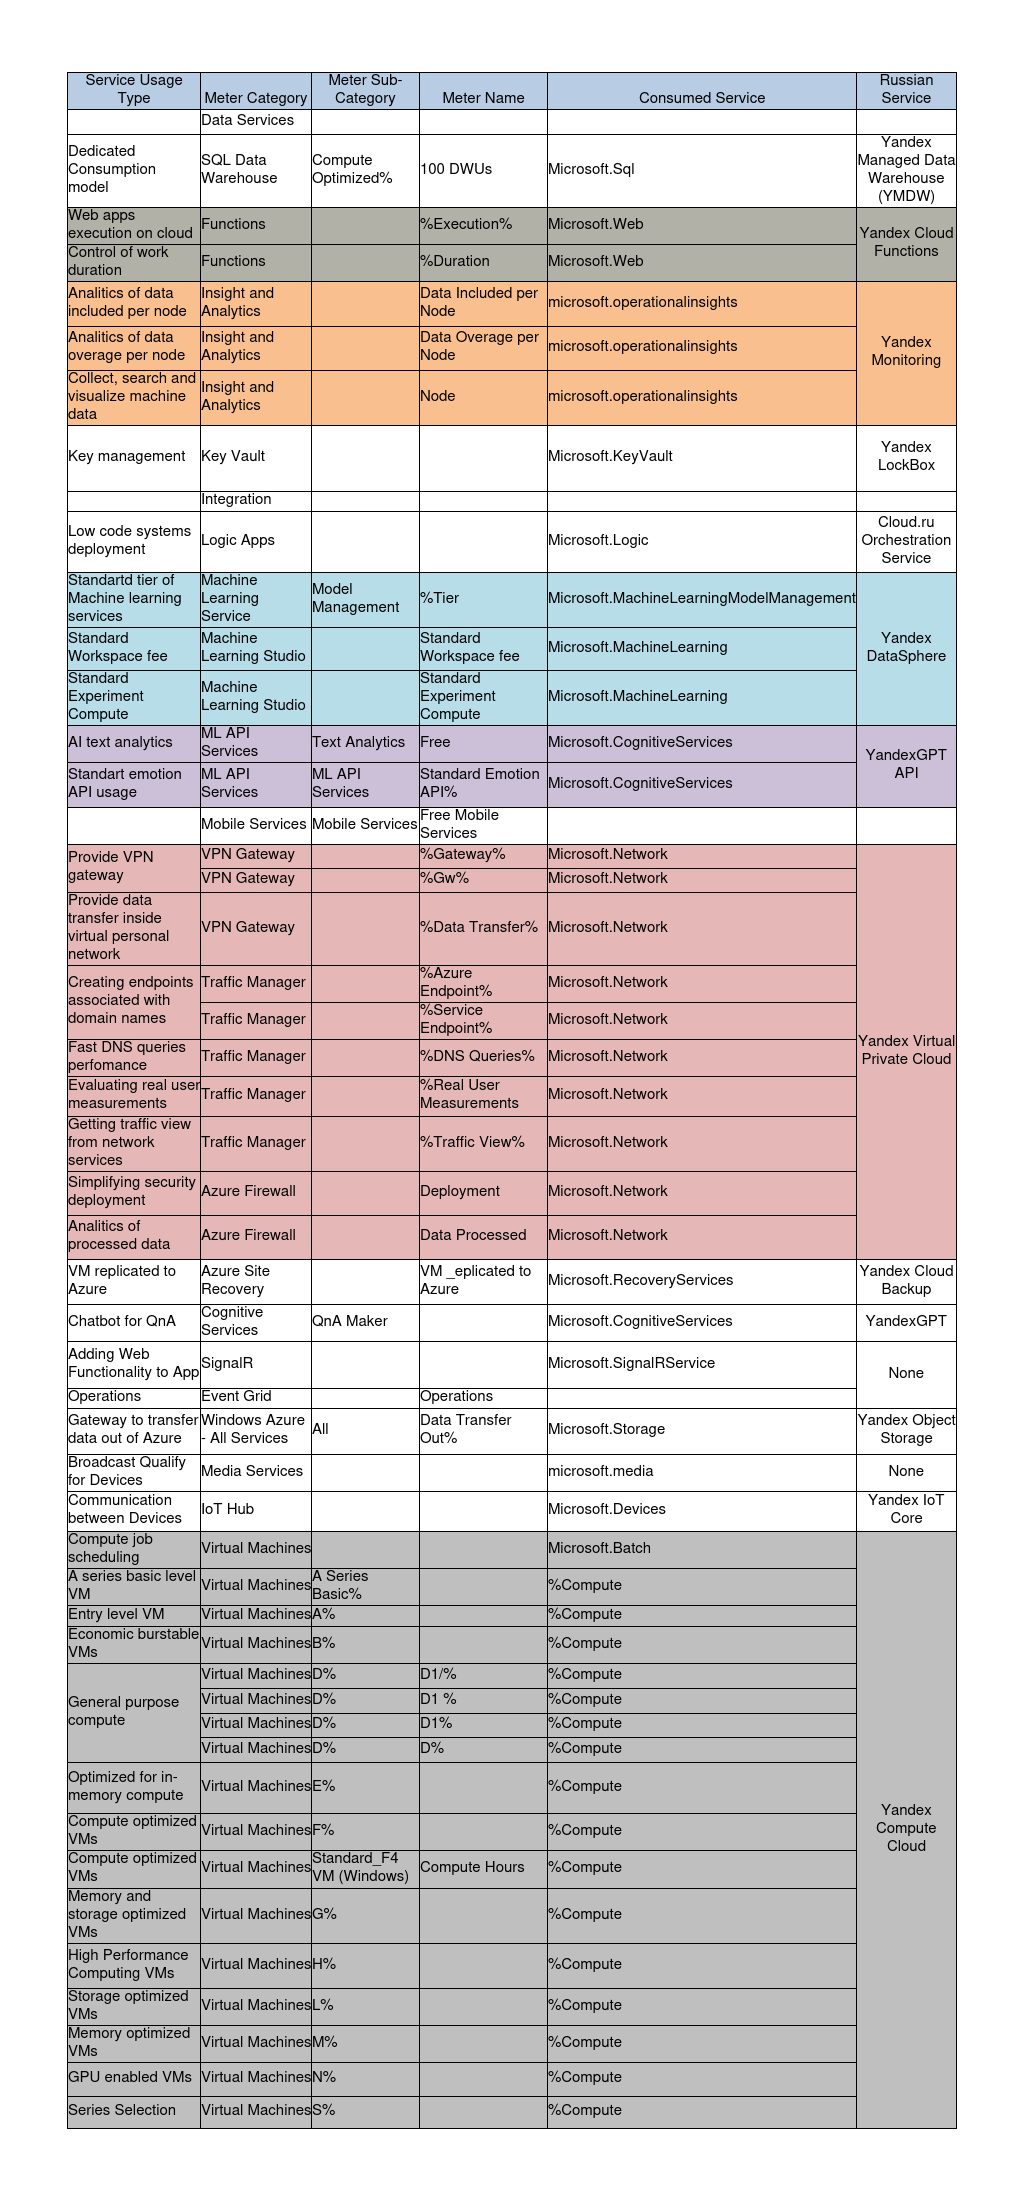 Service Usage
Type
Meter Category
Meter Sub-
Category
Meter Name
Consumed Service
Russian
Service
Data Services
Dedicated
Consumption
model
SQL Data
Warehouse
Compute
Optimized%
100 DWUs
Microsoft.Sql
Yandex
Managed Data
Warehouse
(YMDW)
Web apps
execution on cloud
Functions
%Execution%
Microsoft.Web
Yandex Cloud
Functions
Control of work
duration
Functions
%Duration
Microsoft.Web
Analitics of data
included per node
Insight and
Analytics
Data Included per
Node
microsoft.operationalinsights
Yandex
Monitoring
Analitics of data
overage per node
Insight and
Analytics
Data Overage per
Node
microsoft.operationalinsights
Collect, search and
visualize machine
data
Insight and
Analytics
Node
microsoft.operationalinsights
Key management
Key Vault
Microsoft.KeyVault
Yandex
LockBox
Integration
Low code systems
deployment
Logic Apps
Microsoft.Logic
Cloud.ru
Orchestration
Service
Standartd tier of
Machine learning
services
Machine
Learning
Service
Model
Management
%Tier
Microsoft.MachineLearningModelManagement
Yandex
DataSphere
Standard
Workspace fee
Machine
Learning Studio
Standard
Workspace fee
Microsoft.MachineLearning
Standard
Experiment
Compute
Machine
Learning Studio
Standard
Experiment
Compute
Microsoft.MachineLearning
AI text analytics
ML API
Services
Text Analytics
Free
Microsoft.CognitiveServices
YandexGPT
API
Standart emotion
API usage
ML API
Services
ML API
Services
Standard Emotion
API%
Microsoft.CognitiveServices
Mobile Services
Mobile Services
Free Mobile
Services
Provide VPN
gateway
VPN Gateway
%Gateway%
Microsoft.Network
Yandex Virtual
Private Cloud
VPN Gateway
%Gw%
Microsoft.Network
Provide data
transfer inside
virtual personal
network
VPN Gateway
%Data Transfer%
Microsoft.Network
Creating endpoints
associated with
domain names
Traffic Manager
%Azure
Endpoint%
Microsoft.Network
Traffic Manager
%Service
Endpoint%
Microsoft.Network
Fast DNS queries
perfomance
Traffic Manager
%DNS Queries%
Microsoft.Network
Evaluating real user
measurements
Traffic Manager
%Real User
Measurements
Microsoft.Network
Getting traffic view
from network
services
Traffic Manager
%Traffic View%
Microsoft.Network
Simplifying security
deployment
Azure Firewall
Deployment
Microsoft.Network
Analitics of
processed data
Azure Firewall
Data Processed
Microsoft.Network
VM replicated to
Azure
Azure Site
Recovery
VM _eplicated to
Azure
Microsoft.RecoveryServices
Yandex Cloud
Backup
Chatbot for QnA
Cognitive
Services
QnA Maker
Microsoft.CognitiveServices
YandexGPT
Adding Web
Functionality to App
SignalR
Microsoft.SignalRService
None
Operations
Event Grid
Operations
Gateway to transfer
data out of Azure
Windows Azure
- All Services
All
Data Transfer
Out%
Microsoft.Storage
Yandex Object
Storage
Broadcast Qualify
for Devices
Media Services
microsoft.media
None
Communication
between Devices
IoT Hub
Microsoft.Devices
Yandex IoT
Core
Compute job
scheduling
Virtual Machines
Microsoft.Batch
Yandex
Compute
Cloud
A series basic level
VM
Virtual Machines
A Series
Basic%
%Compute
Entry level VM
Virtual Machines
A%
%Compute
Economic burstable
VMs
Virtual Machines
B%
%Compute
General purpose
compute
Virtual Machines
D%
D1/%
%Compute
Virtual Machines
D%
D1 %
%Compute
Virtual Machines
D%
D1%
%Compute
Virtual Machines
D%
D%
%Compute
Optimized for in-
memory compute
Virtual Machines
E%
%Compute
Compute optimized
VMs
Virtual Machines
F%
%Compute
Compute optimized
VMs
Virtual Machines
Standard_F4
VM (Windows)
Compute Hours
%Compute
Memory and
storage optimized
VMs
Virtual Machines
G%
%Compute
High Performance
Computing VMs
Virtual Machines
H%
%Compute
Storage optimized
VMs
Virtual Machines
L%
%Compute
Memory optimized
VMs
Virtual Machines
M%
%Compute
GPU enabled VMs
Virtual Machines
N%
%Compute
Series Selection
Virtual Machines
S%
%Compute